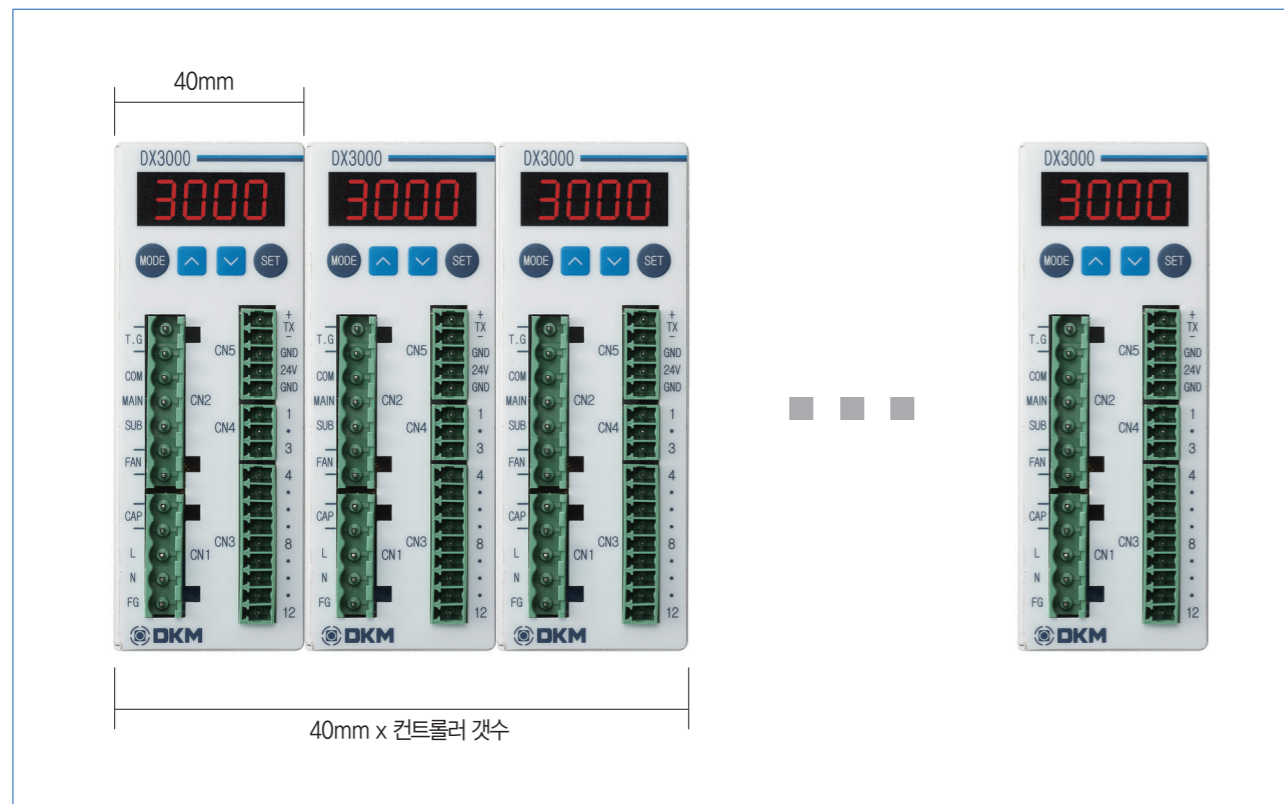 40mm
DX3000
3000
MODE
SET
T.G
COM
MAIN
SUB
FAN
CAP
L
N
FG
CN2
CN1
CN5
CN4
CN3
+
TX
-
GND
24V
GND
1
3
4
8
12
DKM
DX3000
3000
MODE
SET
T.G
COM
MAIN
SUB
FAN
CAP
L
N
FG
CN2
CN1
CN5
CN4
CN3
+
TX
-
GND
24V
GND
1
3
4
8
12
DKM
DX3000
3000
MODE
SET
T.G
COM
MAIN
SUB
FAN
CAP
L
N
FG
CN2
CN1
CN5
CN4
CN3
+
TX
-
GND
24V
GND
1
3
4
8
12
DKM
DX3000
3000
MODE
SET
T.G
COM
MAIN
SUB
FAN
CAP
L
N
FG
CN2
CN1
CN5
CN4
CN3
+
TX
-
GND
24V
GND
1
3
4
8
12
DKM
40mm x 컨트롤러 갯수